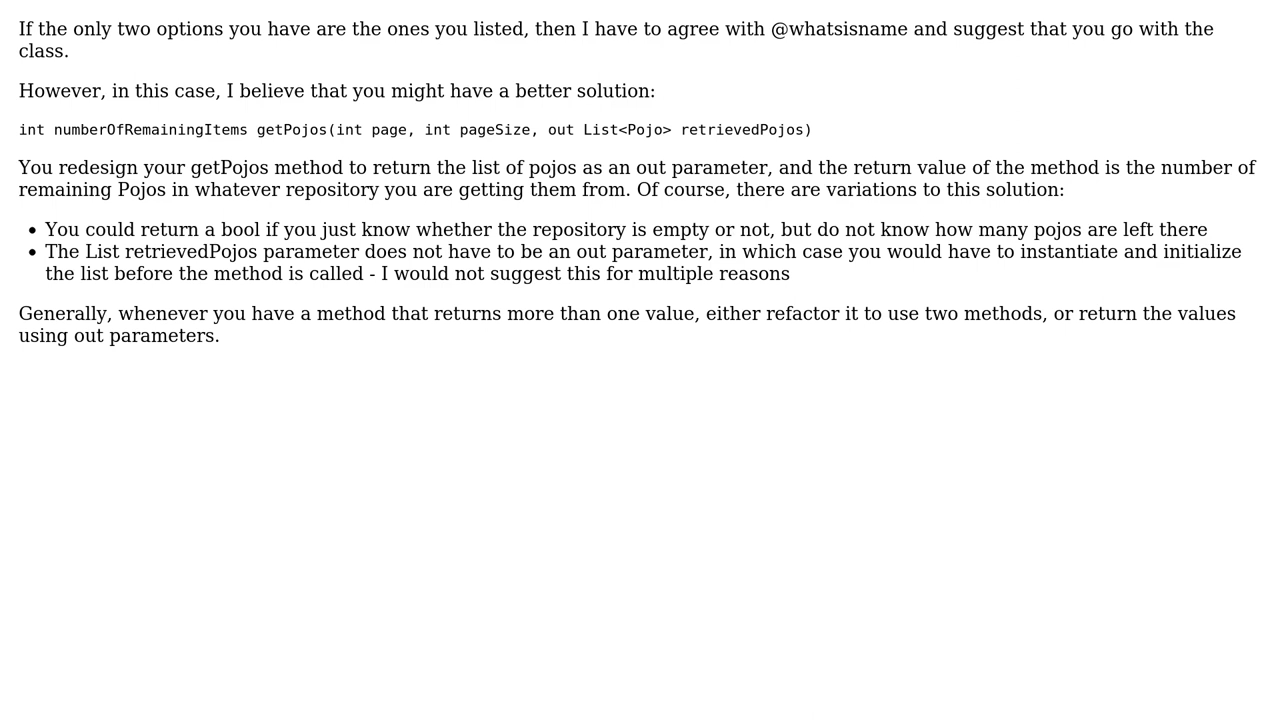 If the only two options you have are the ones you listed, then I have to agree with @whatsisname and suggest that you go with the
class.
However, in this case, I believe that you might have a better solution:
int numberOfRemainingItems getPojos(int page, int pageSize, out List<Pojo> retrievedPojos)
You redesign your getPojos method to return the list of pojos as an out parameter, and the return value of the method is the number of
remaining Pojos in whatever repository you are getting them from. Of course, there are variations to this solution:
• You could return a bool if you just know whether the repository is empty or not, but do not know how many pojos are left there
• The List retrievedPojos parameter does not have to be an out parameter, in which case you would have to instantiate and initialize
the list before the method is called - I would not suggest this for multiple reasons
Generally, whenever you have a method that returns more than one value, either refactor it to use two methods, or return the values
using out parameters.